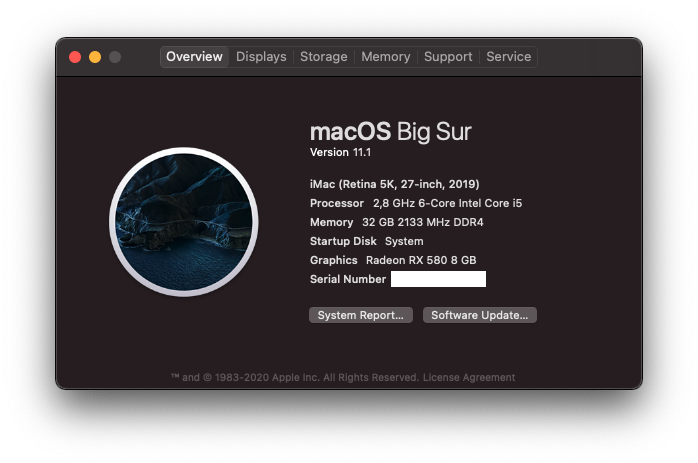 Overview Displays Storage Memory Support Service
macOS Big Sur
Version 11.1
iMac (Retina 5K, 27-inch, 2019)
Processor 2,8 GHz 6-Core Intel Core i5
Memory 32 GB 2133 MHz DDR4
Startup Disk System
Graphics Radeon RX 580 8 GB
Serial Number
System Report... Software Update...
™ and © 1983-2020 Apple Inc. All Rights Reserved. License Agreement